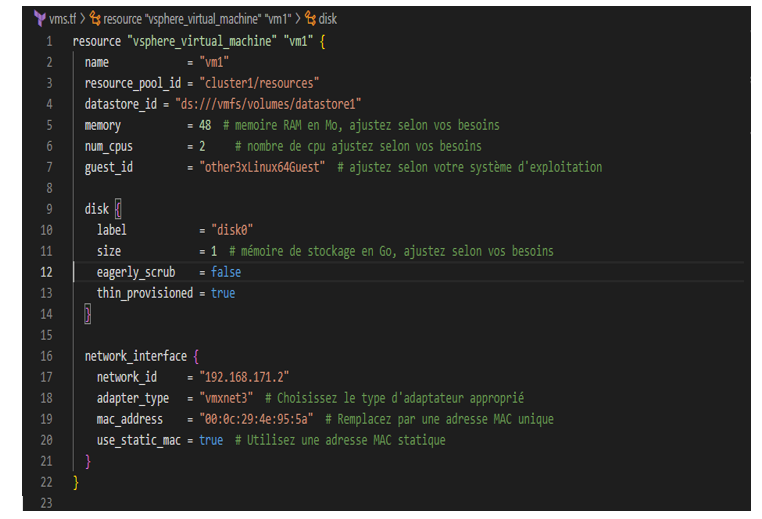 vms.tf > resource "vsphere_virtual_machine" "vm1" > disk
1 resource "vsphere_virtual_machine" "vm1" {
2 name = "vm1"
3 resource_pool_id = "cluster1/resources"
4 datastore_id = "ds:///vmfs/volumes/datastore1"
5 memory = 48 # memoire RAM en Mo, ajustez selon vos besoins
6 num_cpus = 2 # nombre de cpu ajustez selon vos besoins
7 guest_id = "other3xLinux64Guest" # ajustez selon votre système d'exploitation
8
9 disk {
10 label = "disk0"
11 size = 1 # mémoire de stockage en Go, ajustez selon vos besoins
12 eagerly_scrub = false
13 thin_provisioned = true
14 }
15
16 network_interface {
17 network_id = "192.168.171.2"
18 adapter_type = "vmxnet3" # Choisissez le type d'adaptateur approprié
19 mac_address = "00:0c:29:4e:95:5a" # Remplacez par une adresse MAC unique
20 use_static_mac = true # Utilisez une adresse MAC statique
21 }
22 }
23